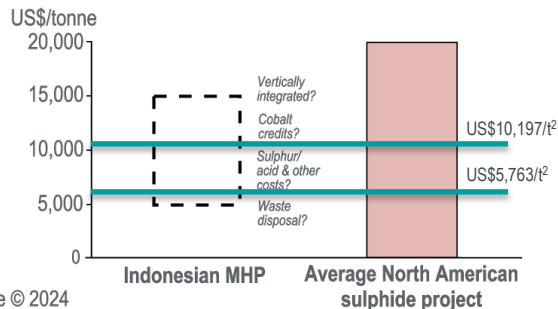 US$/tonne
20,000
15,000
10,000
5,000
0
Vertically
integrated?
Cobalt
credits?
Sulphur/
acid & other
costs?
Waste
disposal?
US$10,197/t²
US$5,763/t²
Indonesian MHP
Average North American
sulphide project
e © 2024